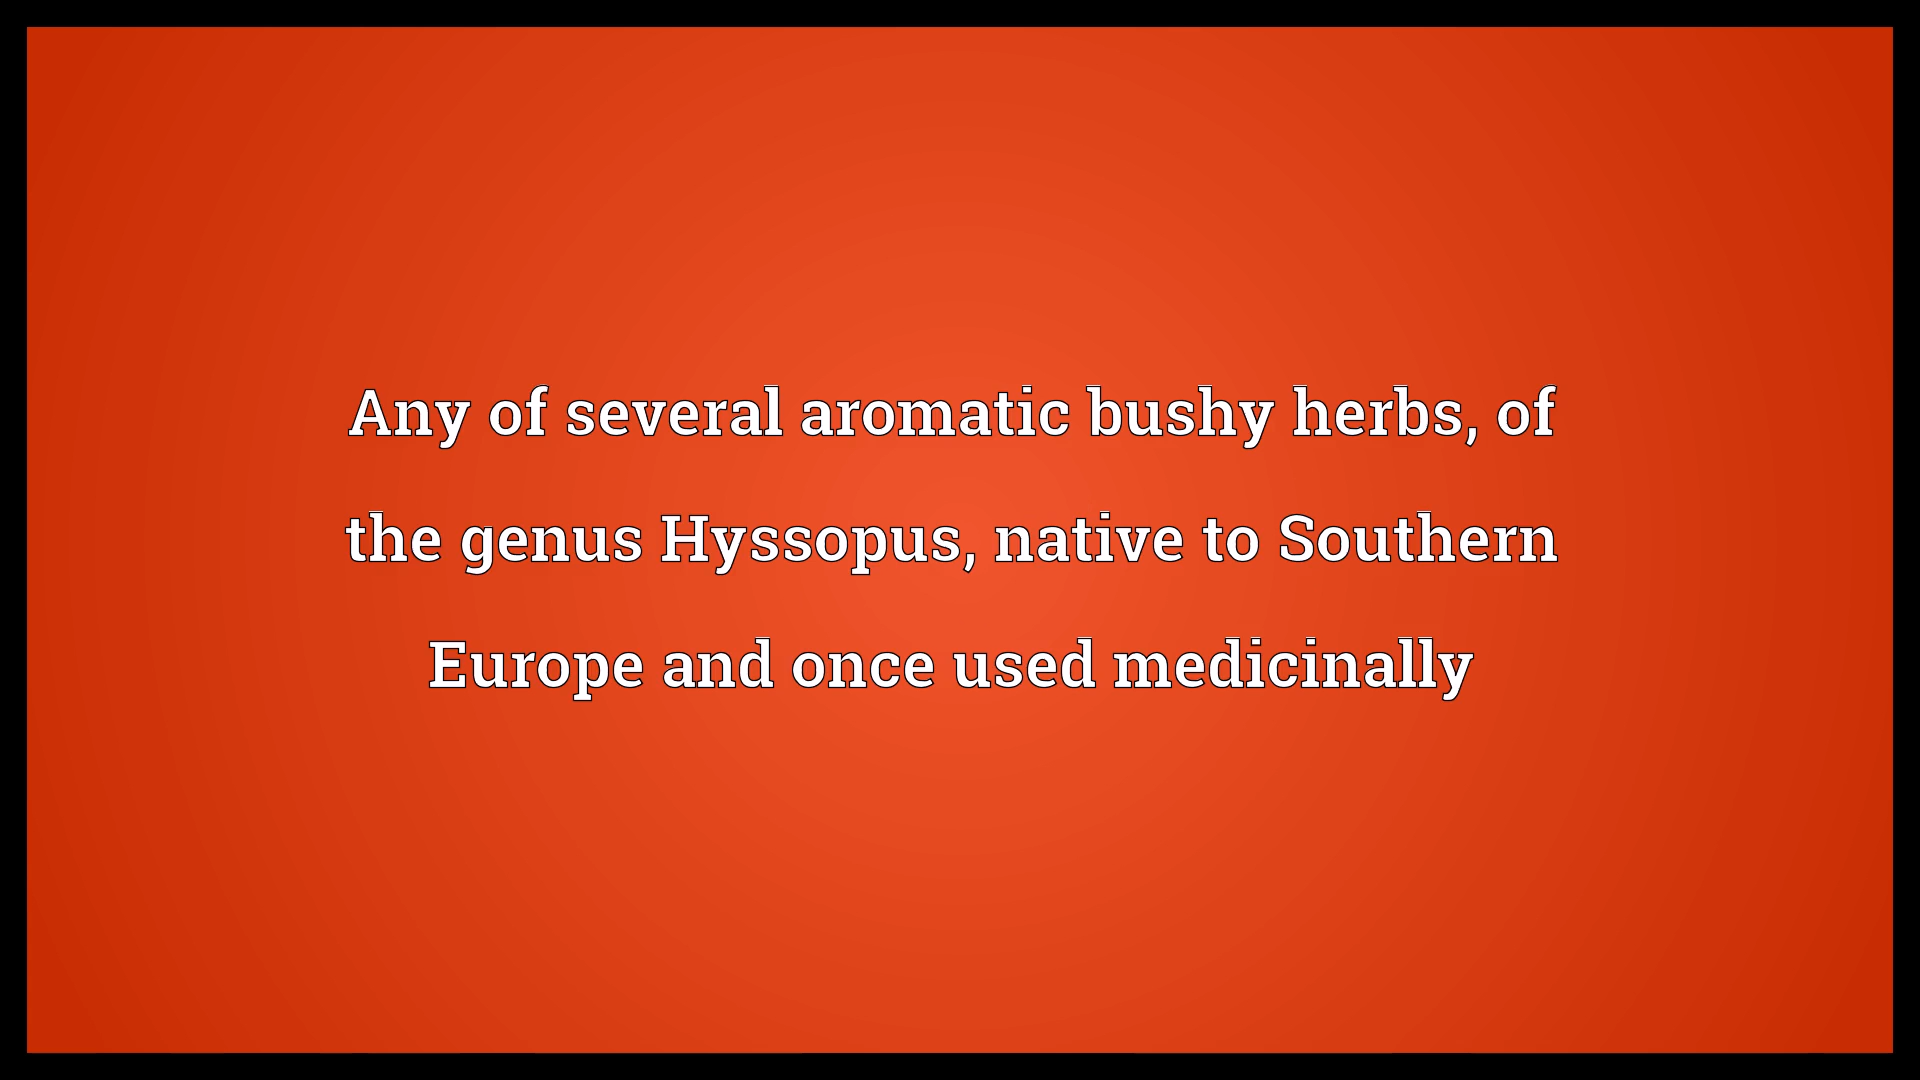 Any of several aromatic bushy herbs, of
the genus Hyssopus, native to Southern
Europe and once used medicinally